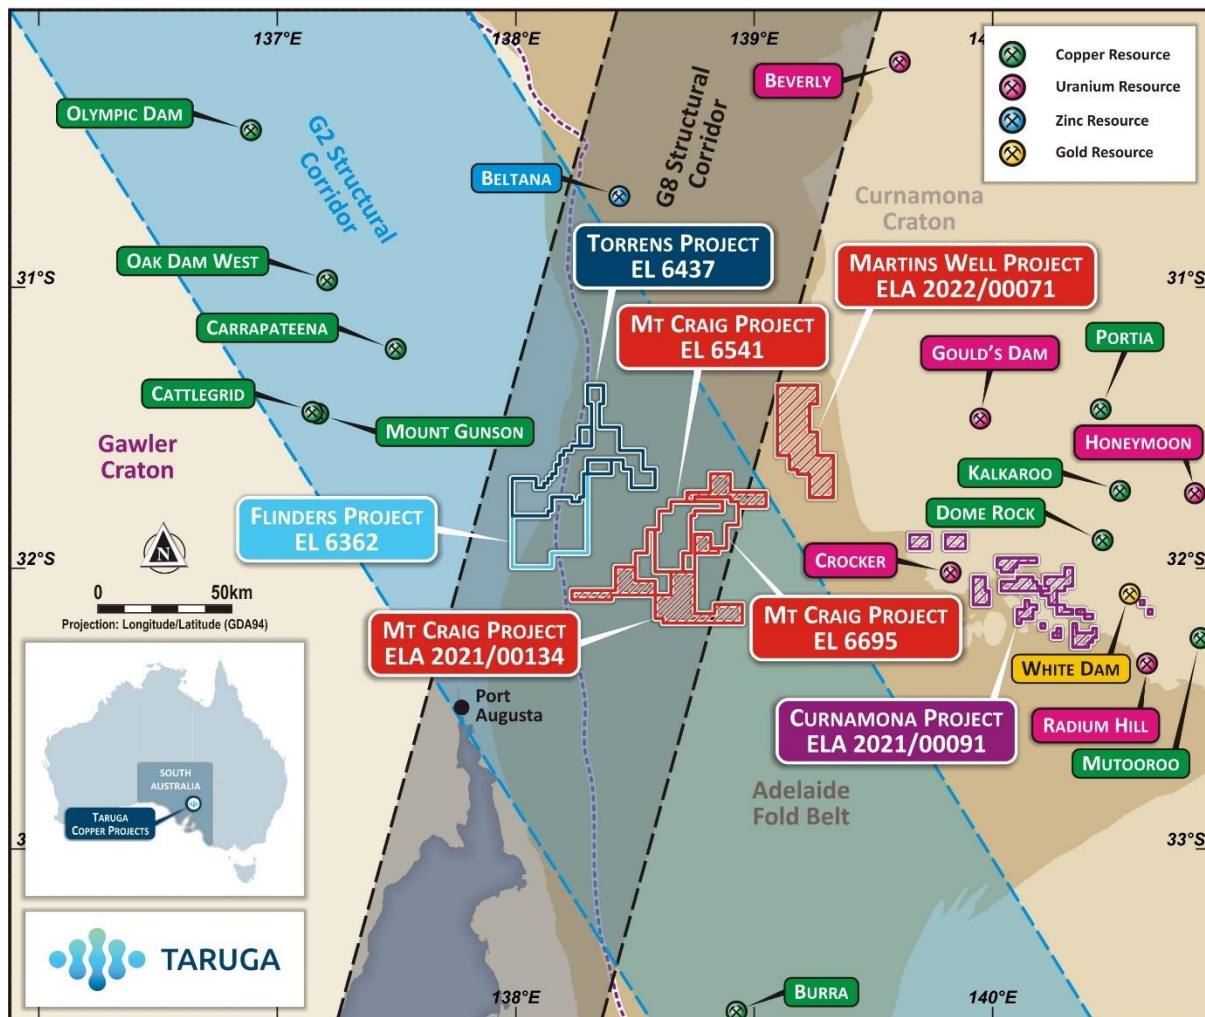 137°E
138°E
139°E
14
Copper Resource
Uranium Resource
Zinc Resource
Gold Resource
BEVERLY
OLYMPIC DAM
G2 Structural
Corridor
BELTANA
G8 Structural
Corridor
Curnamona
Craton
TORRENS PROJECT
EL 6437
MARTINS WELL PROJECT
ELA 2022/00071
OAK DAM WEST
31°S
31°S
MT CRAIG PROJECT
EL 6541
CARRAPATEENA
GOULD'S DAM
PORTIA
CATTLEGRID
MOUNT GUNSON
Gawler
Craton
HONEYMOON
KALKAROO
FLINDERS PROJECT
EL 6362
DOME ROCK
N
32°S
32°S
CROCKER
0
50km
Projection: Longitude/Latitude (GDA94)
MT CRAIG PROJECT
ELA 2021/00134
MT CRAIG PROJECT
EL 6695
WHITE DAM
Port
Augusta
CURNAMONA PROJECT
ELA 2021/00091
RADIUM HILL
MUTOOROO
SOUTH
AUSTRALIA
TARUGA
COPPER PROJECTS
Adelaide
Fold Belt
3
33°S
TARUGA
138°E
BURRA
140°E